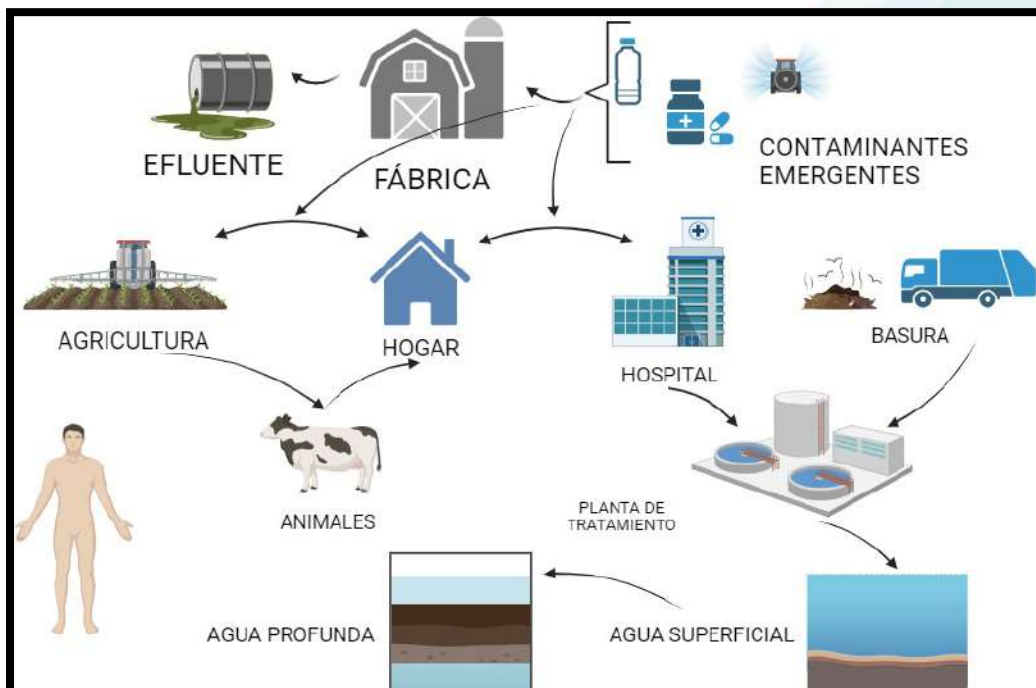 EFLUENTE
FÁBRICA
CONTAMINANTES
EMERGENTES
AGRICULTURA
HOGAR
HOSPITAL
BASURA
ANIMALES
PLANTA DE
TRATAMIENTO
AGUA PROFUNDA
AGUA SUPERFICIAL